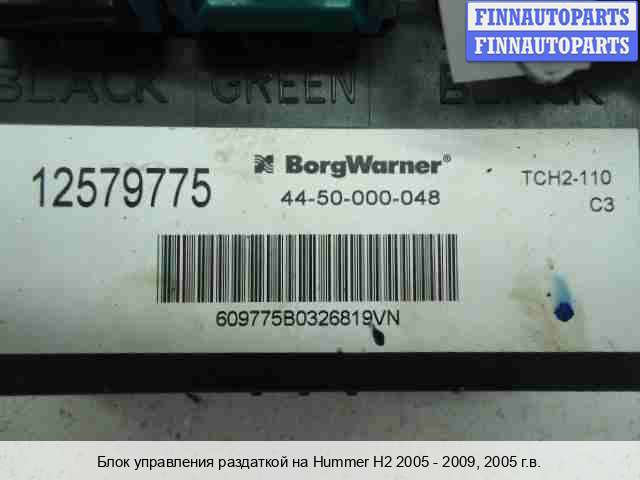 FINNAUTOPARTS
FINNAUTOPARTS
BLACK GREEN BLACK
12579775
BorgWarner®
44-50-000-048
TCH2-110
C3
609775B0326819VN
Блок управления раздаткой на Hummer H2 2005 - 2009, 2005 г.в.